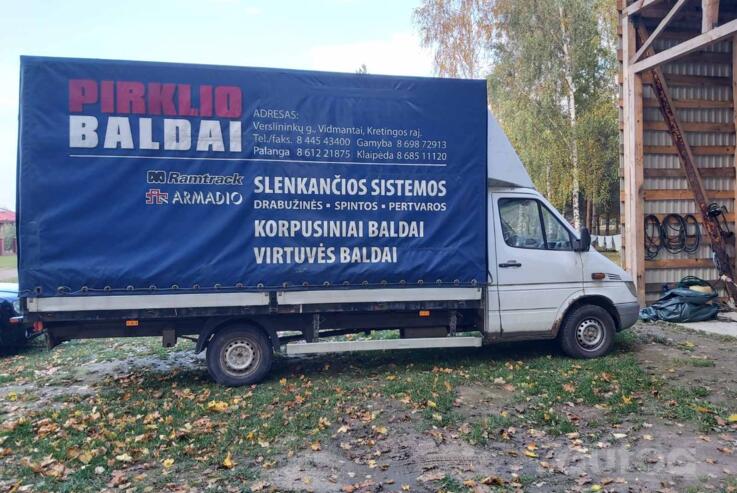 PIRKLIO
BALDAI
ADRESAS:
Verslininkų g., Vidmantai, Kretingos raj.
Tel./faks. 8 445 43400 Gamyba 8 698 72913
Palanga 8 612 21875 Klaipėda 8 685 11120
Ramtrack
ARMADIO
SLENKANČIOS SISTEMOS
DRABUŽINĖS • SPINTOS • PERTVAROS
KORPUSINIAI BALDAI
VIRTUVĖS BALDAI